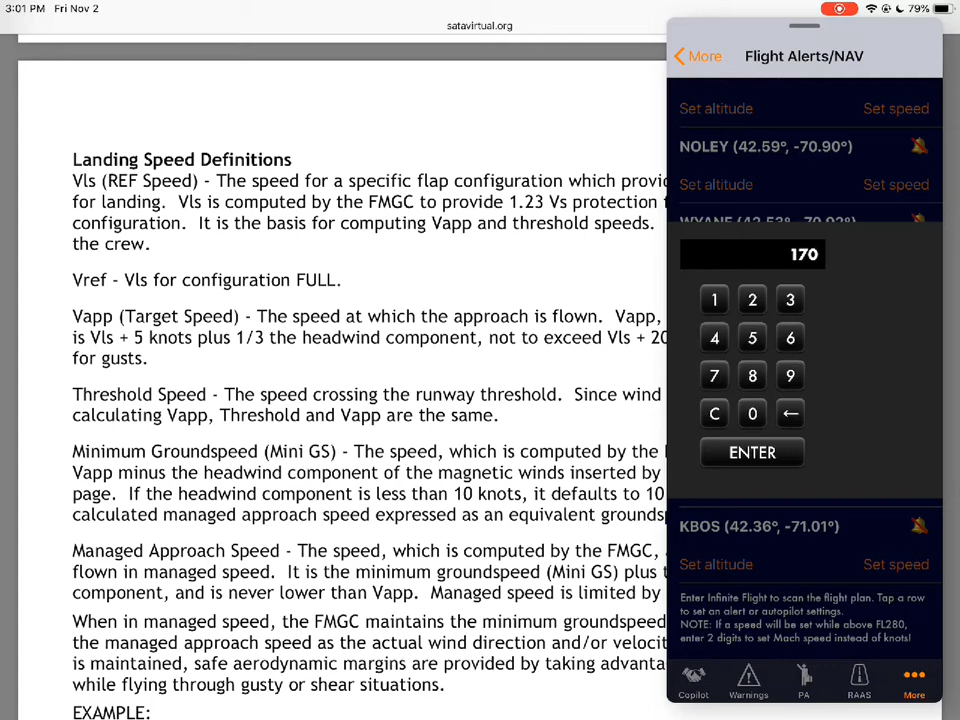 3:01 PM Fri Nov 2
79%
satavirtual.org
Landing Speed Definitions
Vls (REF Speed) - The speed for a specific flap configuration which provi
for landing. Vls is computed by the FMGC to provide 1.23 Vs protection
configuration. It is the basis for computing Vapp and threshold speeds.
the crew.
Vref - Vls for configuration FULL.
Vapp (Target Speed) - The speed at which the approach is flown. Vapp,
is Vls + 5 knots plus 1/3 the headwind component, not to exceed Vls + 20
for gusts.
Threshold Speed - The speed crossing the runway threshold. Since wind
calculating Vapp, Threshold and Vapp are the same.
Minimum Groundspeed (Mini GS) - The speed, which is computed by the
Vapp minus the headwind component of the magnetic winds inserted by
page. If the headwind component is less than 10 knots, it defaults to 10
calculated managed approach speed expressed as an equivalent grounds
Managed Approach Speed - The speed, which is computed by the FMGC,
flown in managed speed. It is the minimum groundspeed (Mini GS) plus
component, and is never lower than Vapp. Managed speed is limited by
When in managed speed, the FMGC maintains the minimum groundspeed
the managed approach speed as the actual wind direction and/or veloci
is maintained, safe aerodynamic margins are provided by taking advanta
while flying through gusty or shear situations.
EXAMPLE:
More Flight Alerts/NAV
Set altitude Set speed
NOLEY (42.59°, -70.90°)
Set altitude Set speed
WYANE (42.53°, -70.92°)
170
1 2 3
4 5 6
7 8 9
C 0 ←
ENTER
KBOS (42.36°, -71.01°)
Set altitude Set speed
Enter Infinite Flight to scan the flight plan. Tap a row
to set an alert or autopilot settings.
NOTE: If a speed will be set while above FL280,
enter 2 digits to set Mach speed instead of knots!
Copilot Warnings PA RAAS More